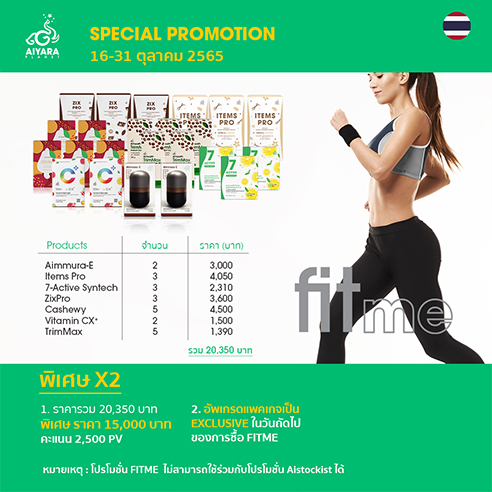 AIYARA
PLANET
SPECIAL PROMOTION
16-31 ตุลาคม 2565
ZIX
PRO
ZIX
PRO
ZIX
PRO
ITEMS
PRO
ITEMS
PRO
ITEMS
PRO
TrimMax
7
C
C
Products จำนวน ราคา (บาท)
Aimmura-E 2 3,000
Items Pro 3 4,050
7-Active Syntech 3 2,310
ZixPro 3 3,600
Cashewy 5 4,500
Vitamin CX+ 2 1,500
TrimMax 5 1,390
รวม 20,350 บาท
fitme
พิเศษ X2
1. ราคารวม 20,350 บาท
พิเศษ ราคา 15,000 บาท
คะแนน 2,500 PV
2. อัพเกรดแพคเกจเป็น
EXCLUSIVE ในวันถัดไป
ของการซื้อ FITME
หมายเหตุ : โปรโมชั่น FITME ไม่สามารถใช้ร่วมกับโปรโมชั่น Aistockist ได้